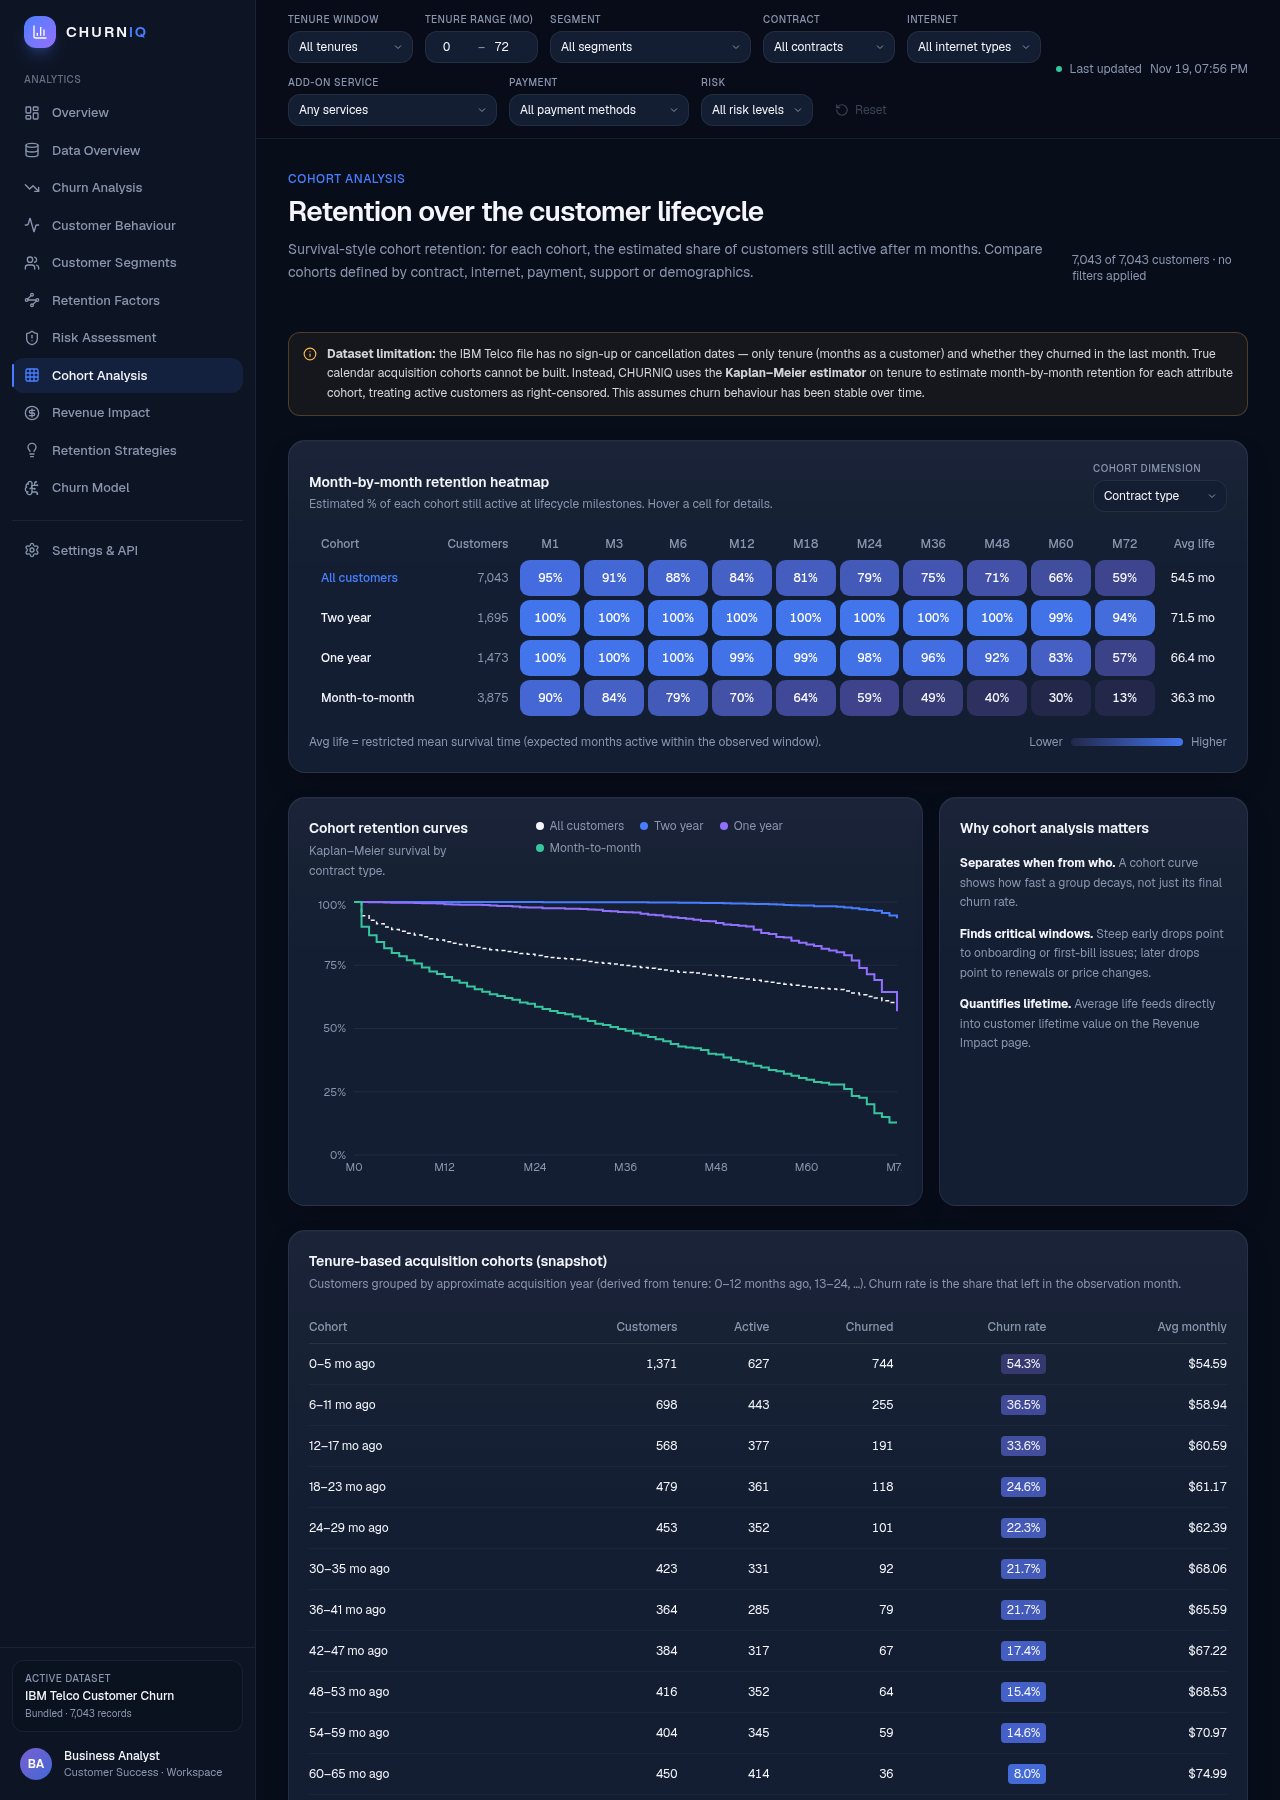 CHURNIQ
ANALYTICS
Overview
Data Overview
Churn Analysis
Customer Behaviour
Customer Segments
Retention Factors
Risk Assessment
Cohort Analysis
Revenue Impact
Retention Strategies
Churn Model
Settings & API
ACTIVE DATASET
IBM Telco Customer Churn
Bundled · 7,043 records
BA
Business Analyst
Customer Success · Workspace
TENURE WINDOW TENURE RANGE (MO) SEGMENT CONTRACT INTERNET
All tenures 0 – 72 All segments All contracts All internet types
Last updated Nov 19, 07:56 PM
ADD-ON SERVICE PAYMENT RISK
Any services All payment methods All risk levels Reset
COHORT ANALYSIS
Retention over the customer lifecycle
Survival-style cohort retention: for each cohort, the estimated share of customers still active after m months. Compare
cohorts defined by contract, internet, payment, support or demographics.
7,043 of 7,043 customers · no
filters applied
Dataset limitation: the IBM Telco file has no sign-up or cancellation dates — only tenure (months as a customer) and whether they churned in the last month. True
calendar acquisition cohorts cannot be built. Instead, CHURNIQ uses the Kaplan–Meier estimator on tenure to estimate month-by-month retention for each attribute
cohort, treating active customers as right-censored. This assumes churn behaviour has been stable over time.
Month-by-month retention heatmap
Estimated % of each cohort still active at lifecycle milestones. Hover a cell for details.
COHORT DIMENSION
Contract type
Cohort Customers M1 M3 M6 M12 M18 M24 M36 M48 M60 M72 Avg life
All customers 7,043 95% 91% 88% 84% 81% 79% 75% 71% 66% 59% 54.5 mo
Two year 1,695 100% 100% 100% 100% 100% 100% 100% 100% 99% 94% 71.5 mo
One year 1,473 100% 100% 100% 99% 99% 98% 96% 92% 83% 57% 66.4 mo
Month-to-month 3,875 90% 84% 79% 70% 64% 59% 49% 40% 30% 13% 36.3 mo
Avg life = restricted mean survival time (expected months active within the observed window).
Lower Higher
Cohort retention curves
Kaplan–Meier survival by
contract type.
All customers Two year One year
Month-to-month
100%
75%
50%
25%
0%
M0 M12 M24 M36 M48 M60 M7
Why cohort analysis matters
Separates when from who. A cohort curve
shows how fast a group decays, not just its final
churn rate.
Finds critical windows. Steep early drops point
to onboarding or first-bill issues; later drops
point to renewals or price changes.
Quantifies lifetime. Average life feeds directly
into customer lifetime value on the Revenue
Impact page.
Tenure-based acquisition cohorts (snapshot)
Customers grouped by approximate acquisition year (derived from tenure: 0–12 months ago, 13–24, …). Churn rate is the share that left in the observation month.
Cohort Customers Active Churned Churn rate Avg monthly
0–5 mo ago 1,371 627 744 54.3% $54.59
6–11 mo ago 698 443 255 36.5% $58.94
12–17 mo ago 568 377 191 33.6% $60.59
18–23 mo ago 479 361 118 24.6% $61.17
24–29 mo ago 453 352 101 22.3% $62.39
30–35 mo ago 423 331 92 21.7% $68.06
36–41 mo ago 364 285 79 21.7% $65.59
42–47 mo ago 384 317 67 17.4% $67.22
48–53 mo ago 416 352 64 15.4% $68.53
54–59 mo ago 404 345 59 14.6% $70.97
60–65 mo ago 450 414 36 8.0% $74.99